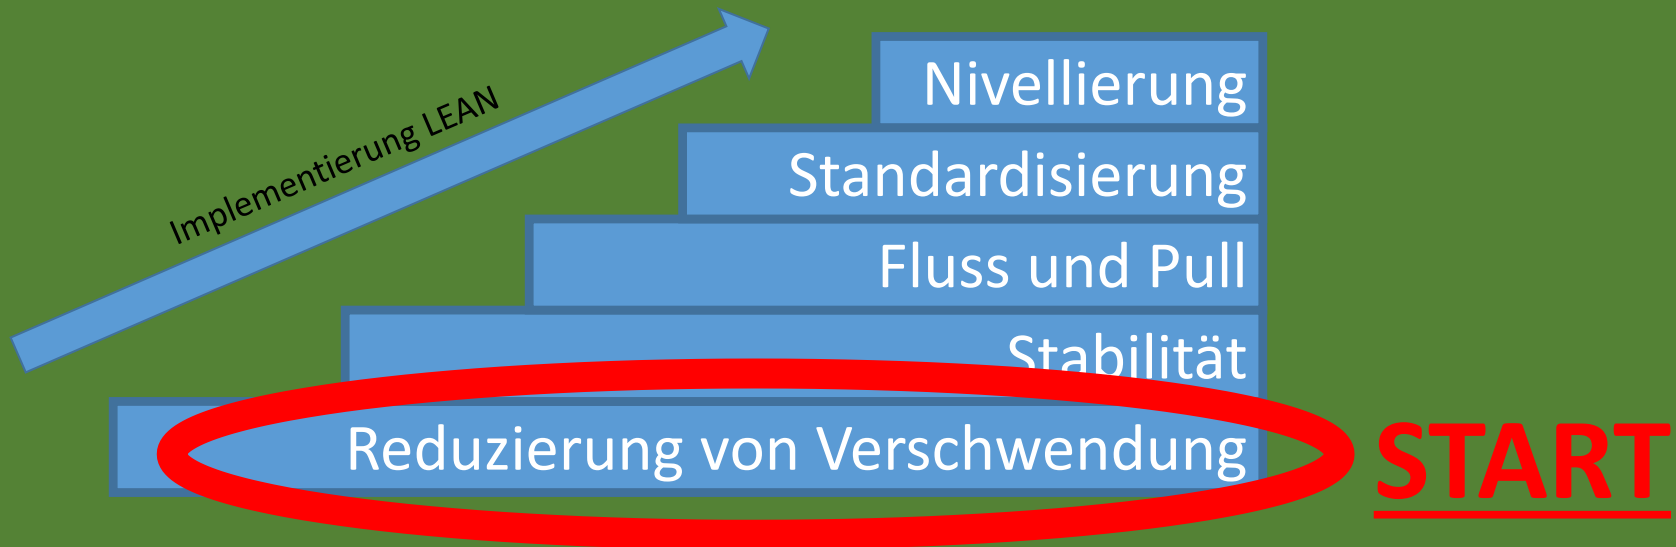 Implementierung LEAN
Nivellierung
Standardisierung
Fluss und Pull
Stabilität
Reduzierung von Verschwendung
START